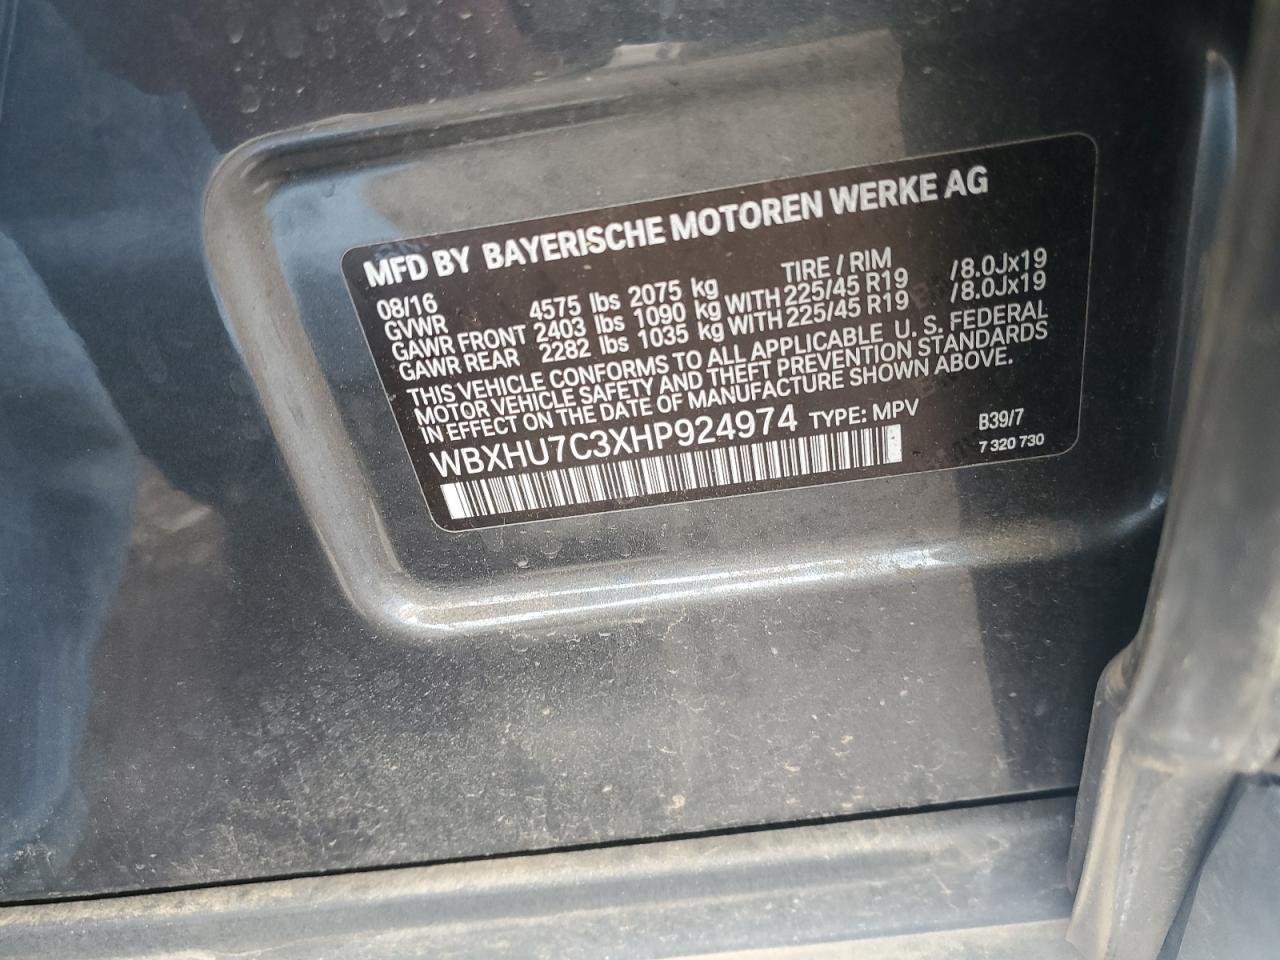 MFD BY BAYERISCHE MOTOREN WERKE AG
08/16 TIRE / RIM
GVWR 4575 lbs 2075 kg
GAWR FRONT 2403 lbs 1090 kg WITH 225/45 R19 /8.0Jx19
GAWR REAR 2282 lbs 1035 kg WITH 225/45 R19 /8.0Jx19
THIS VEHICLE CONFORMS TO ALL APPLICABLE U. S. FEDERAL
MOTOR VEHICLE SAFETY AND THEFT PREVENTION STANDARDS
IN EFFECT ON THE DATE OF MANUFACTURE SHOWN ABOVE.
WBXHU7C3XHP924974 TYPE: MPV B39/7
7 320 730